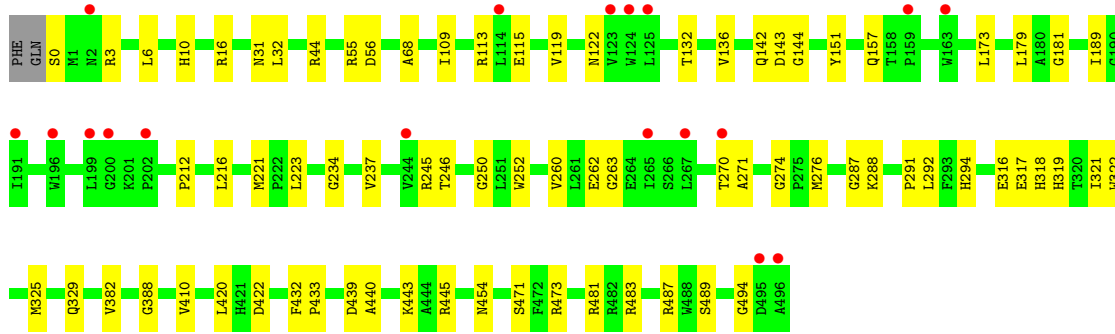 PHE GLN S0 M1 N2 R3 L6 H10 R16 N31 L32 R44 R55 D56 A68 I109 R113 L114 E115 V119 N122 V123 W124 L125 T132 V136 Q142 D143 G144 Y151 Q157 T158 P159 W163 L173 L179 A180 G181 I189 G190
I191 W196 L199 G200 K201 P202 P212 L216 M221 P222 L223 G234 V237 V244 R245 T246 G250 L251 W252 V260 L261 E262 G263 E264 I265 S266 L267 T270 A271 G274 P275 M276 G287 K288 P291 L292 F293 H294 E316 E317 H318 H319 T320 I321 W322
M325 Q329 V382 G388 V410 L420 H421 D422 F432 P433 D439 A440 K443 A444 R445 N454 S471 F472 R473 R481 R482 R483 R487 W488 S489 G494 D495 A496